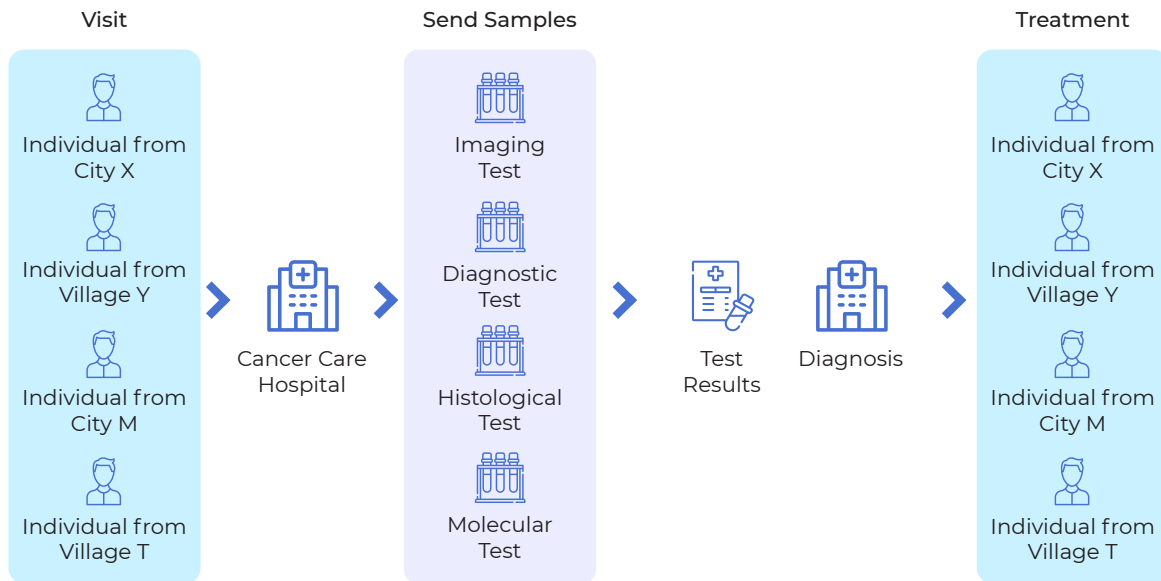 Visit
Send Samples
Treatment
Individual from
City X
Individual from
Village Y
Individual from
City M
Individual from
Village T
Cancer Care
Hospital
Imaging
Test
Diagnostic
Test
Histological
Test
Molecular
Test
Test
Results
Diagnosis
Individual from
City X
Individual from
Village Y
Individual from
City M
Individual from
Village T